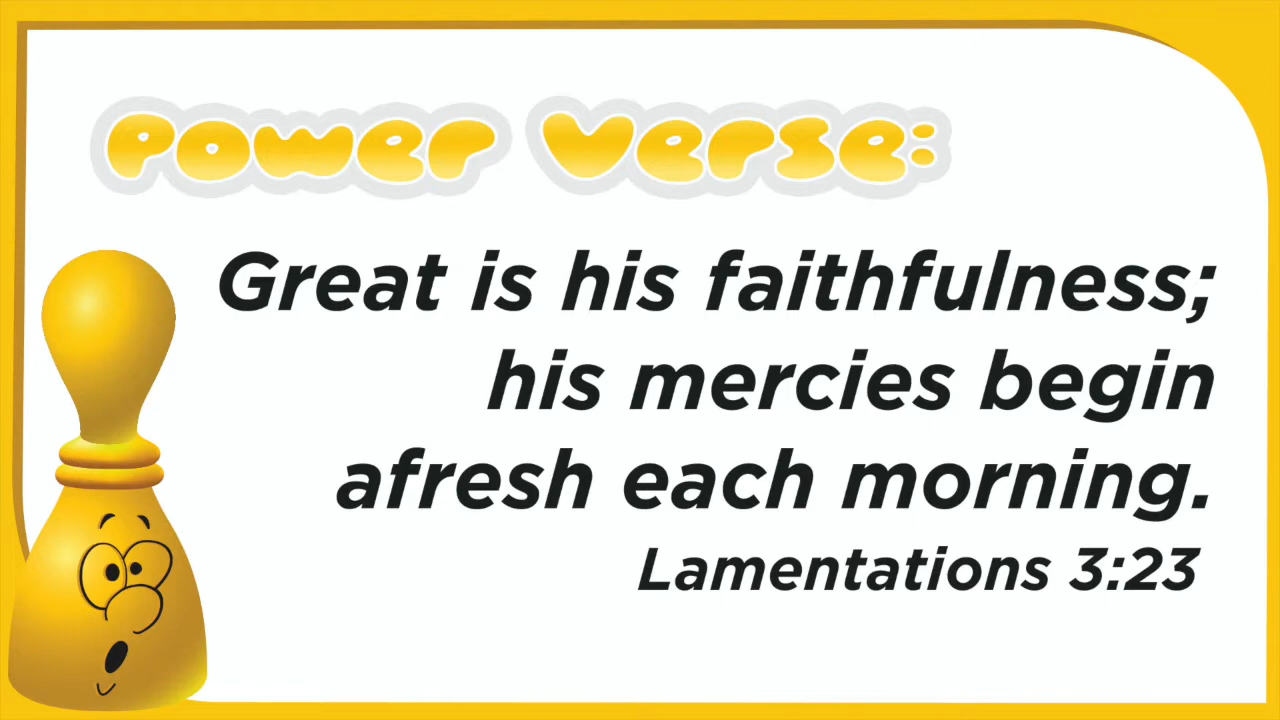 Power Verse:
Great is his faithfulness;
his mercies begin
afresh each morning.
Lamentations 3:23